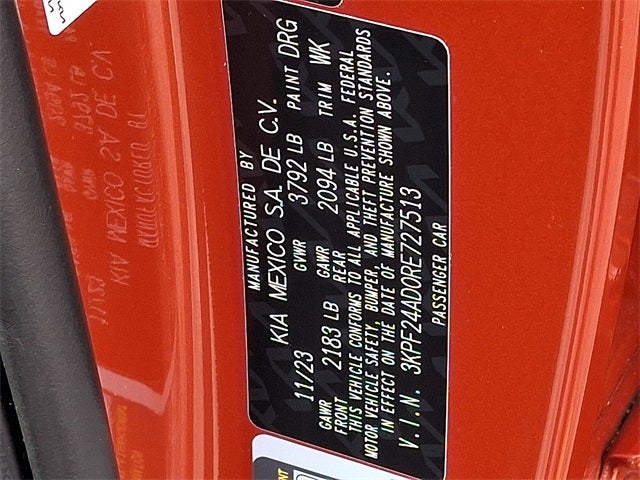 MANUFACTURED BY
KIA MEXICO S.A. DE C.V.
11/23 GVWR 3792 LB PAINT DRG
GAWR FRONT 2183 LB GAWR REAR 2094 LB TRIM WK
THIS VEHICLE CONFORMS TO ALL APPLICABLE U.S.A. FEDERAL
MOTOR VEHICLE SAFETY, BUMPER, AND THEFT PREVENTION STANDARDS
IN EFFECT ON THE DATE OF MANUFACTURE SHOWN ABOVE.
V.I.N. 3KPF24AD0RE727513
PASSENGER CAR